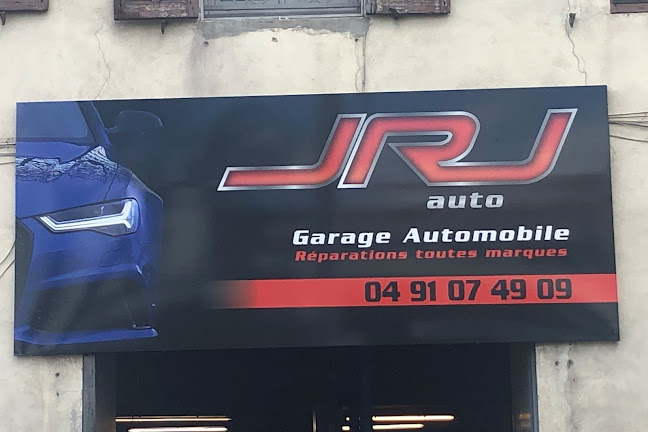 JRJ
auto
Garage Automobile
Réparations toutes marques
04 91 07 49 09